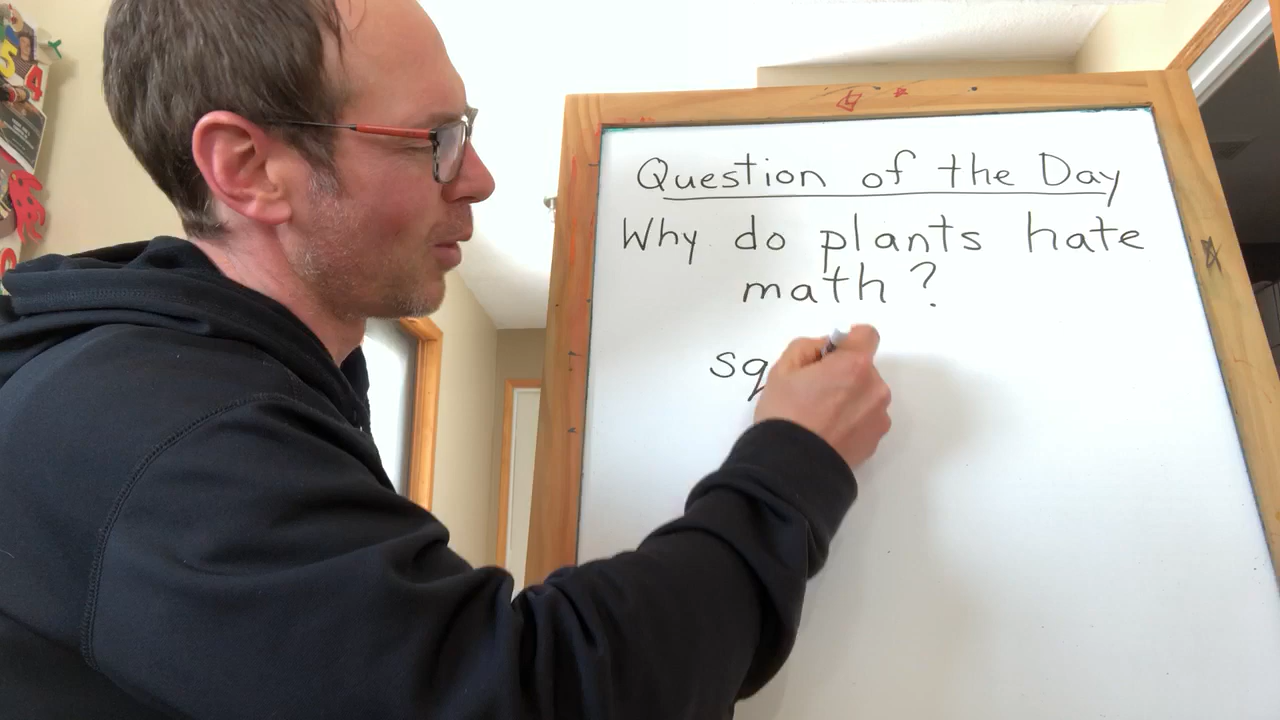 Question of the Day
Why do plants hate
math?
sq